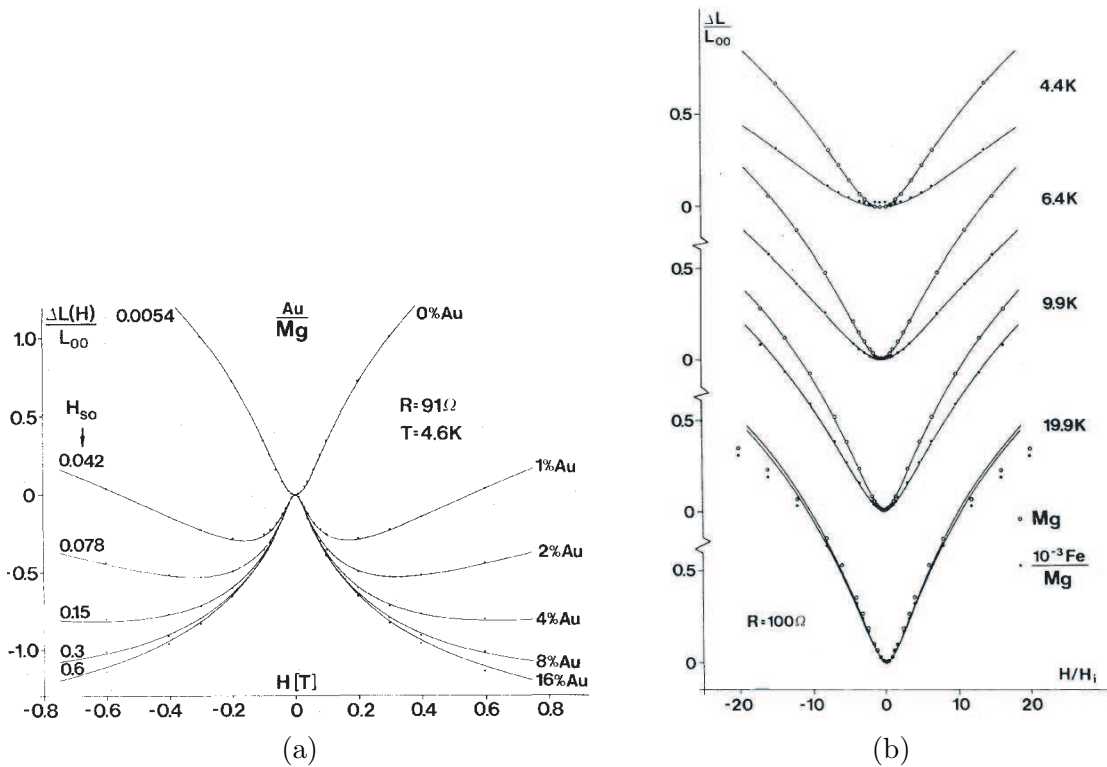 ΔL(H)
L₀₀
1.0
0.5
0
-0.5
-1.0
0.0054
Au
Mg
0%Au
R=91Ω
T=4.6K
H_SO
↓
0.042
1%Au
0.078
2%Au
0.15
4%Au
0.3
8%Au
0.6
16%Au
H[T]
-0.8 -0.6 -0.4 -0.2 0 0.2 0.4 0.6 0.8
(a)
ΔL
L₀₀
4.4K
0.5
0
6.4K
0.5
0
9.9K
0.5
0
19.9K
0.5
0
∘ Mg
· 10⁻³Fe
Mg
R=100Ω
H/H_i
-20 -10 0 10 20
(b)